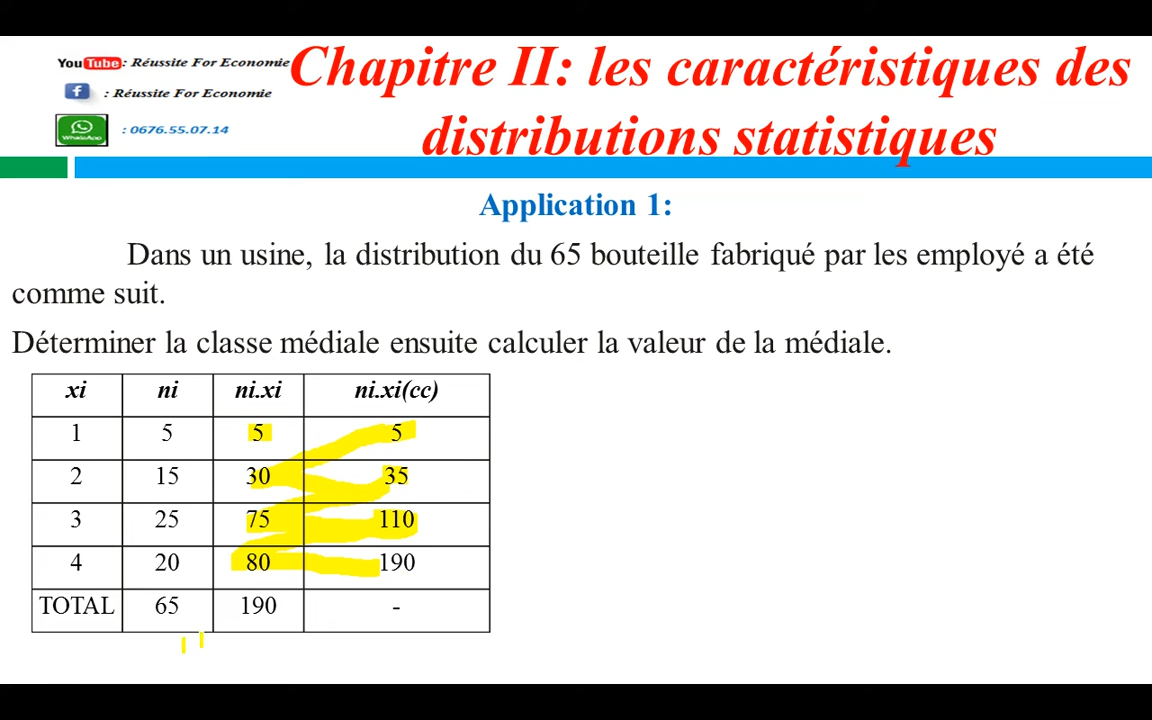 YouTube : Réussite For Economie
: Réussite For Economie
WhatsApp : 0676.55.07.14
Chapitre II: les caractéristiques des
distributions statistiques
Application 1:
Dans un usine, la distribution du 65 bouteille fabriqué par les employé a été
comme suit.
Déterminer la classe médiale ensuite calculer la valeur de la médiale.
xi ni ni.xi ni.xi(cc)
1 5 5 5
2 15 30 35
3 25 75 110
4 20 80 190
TOTAL 65 190 -